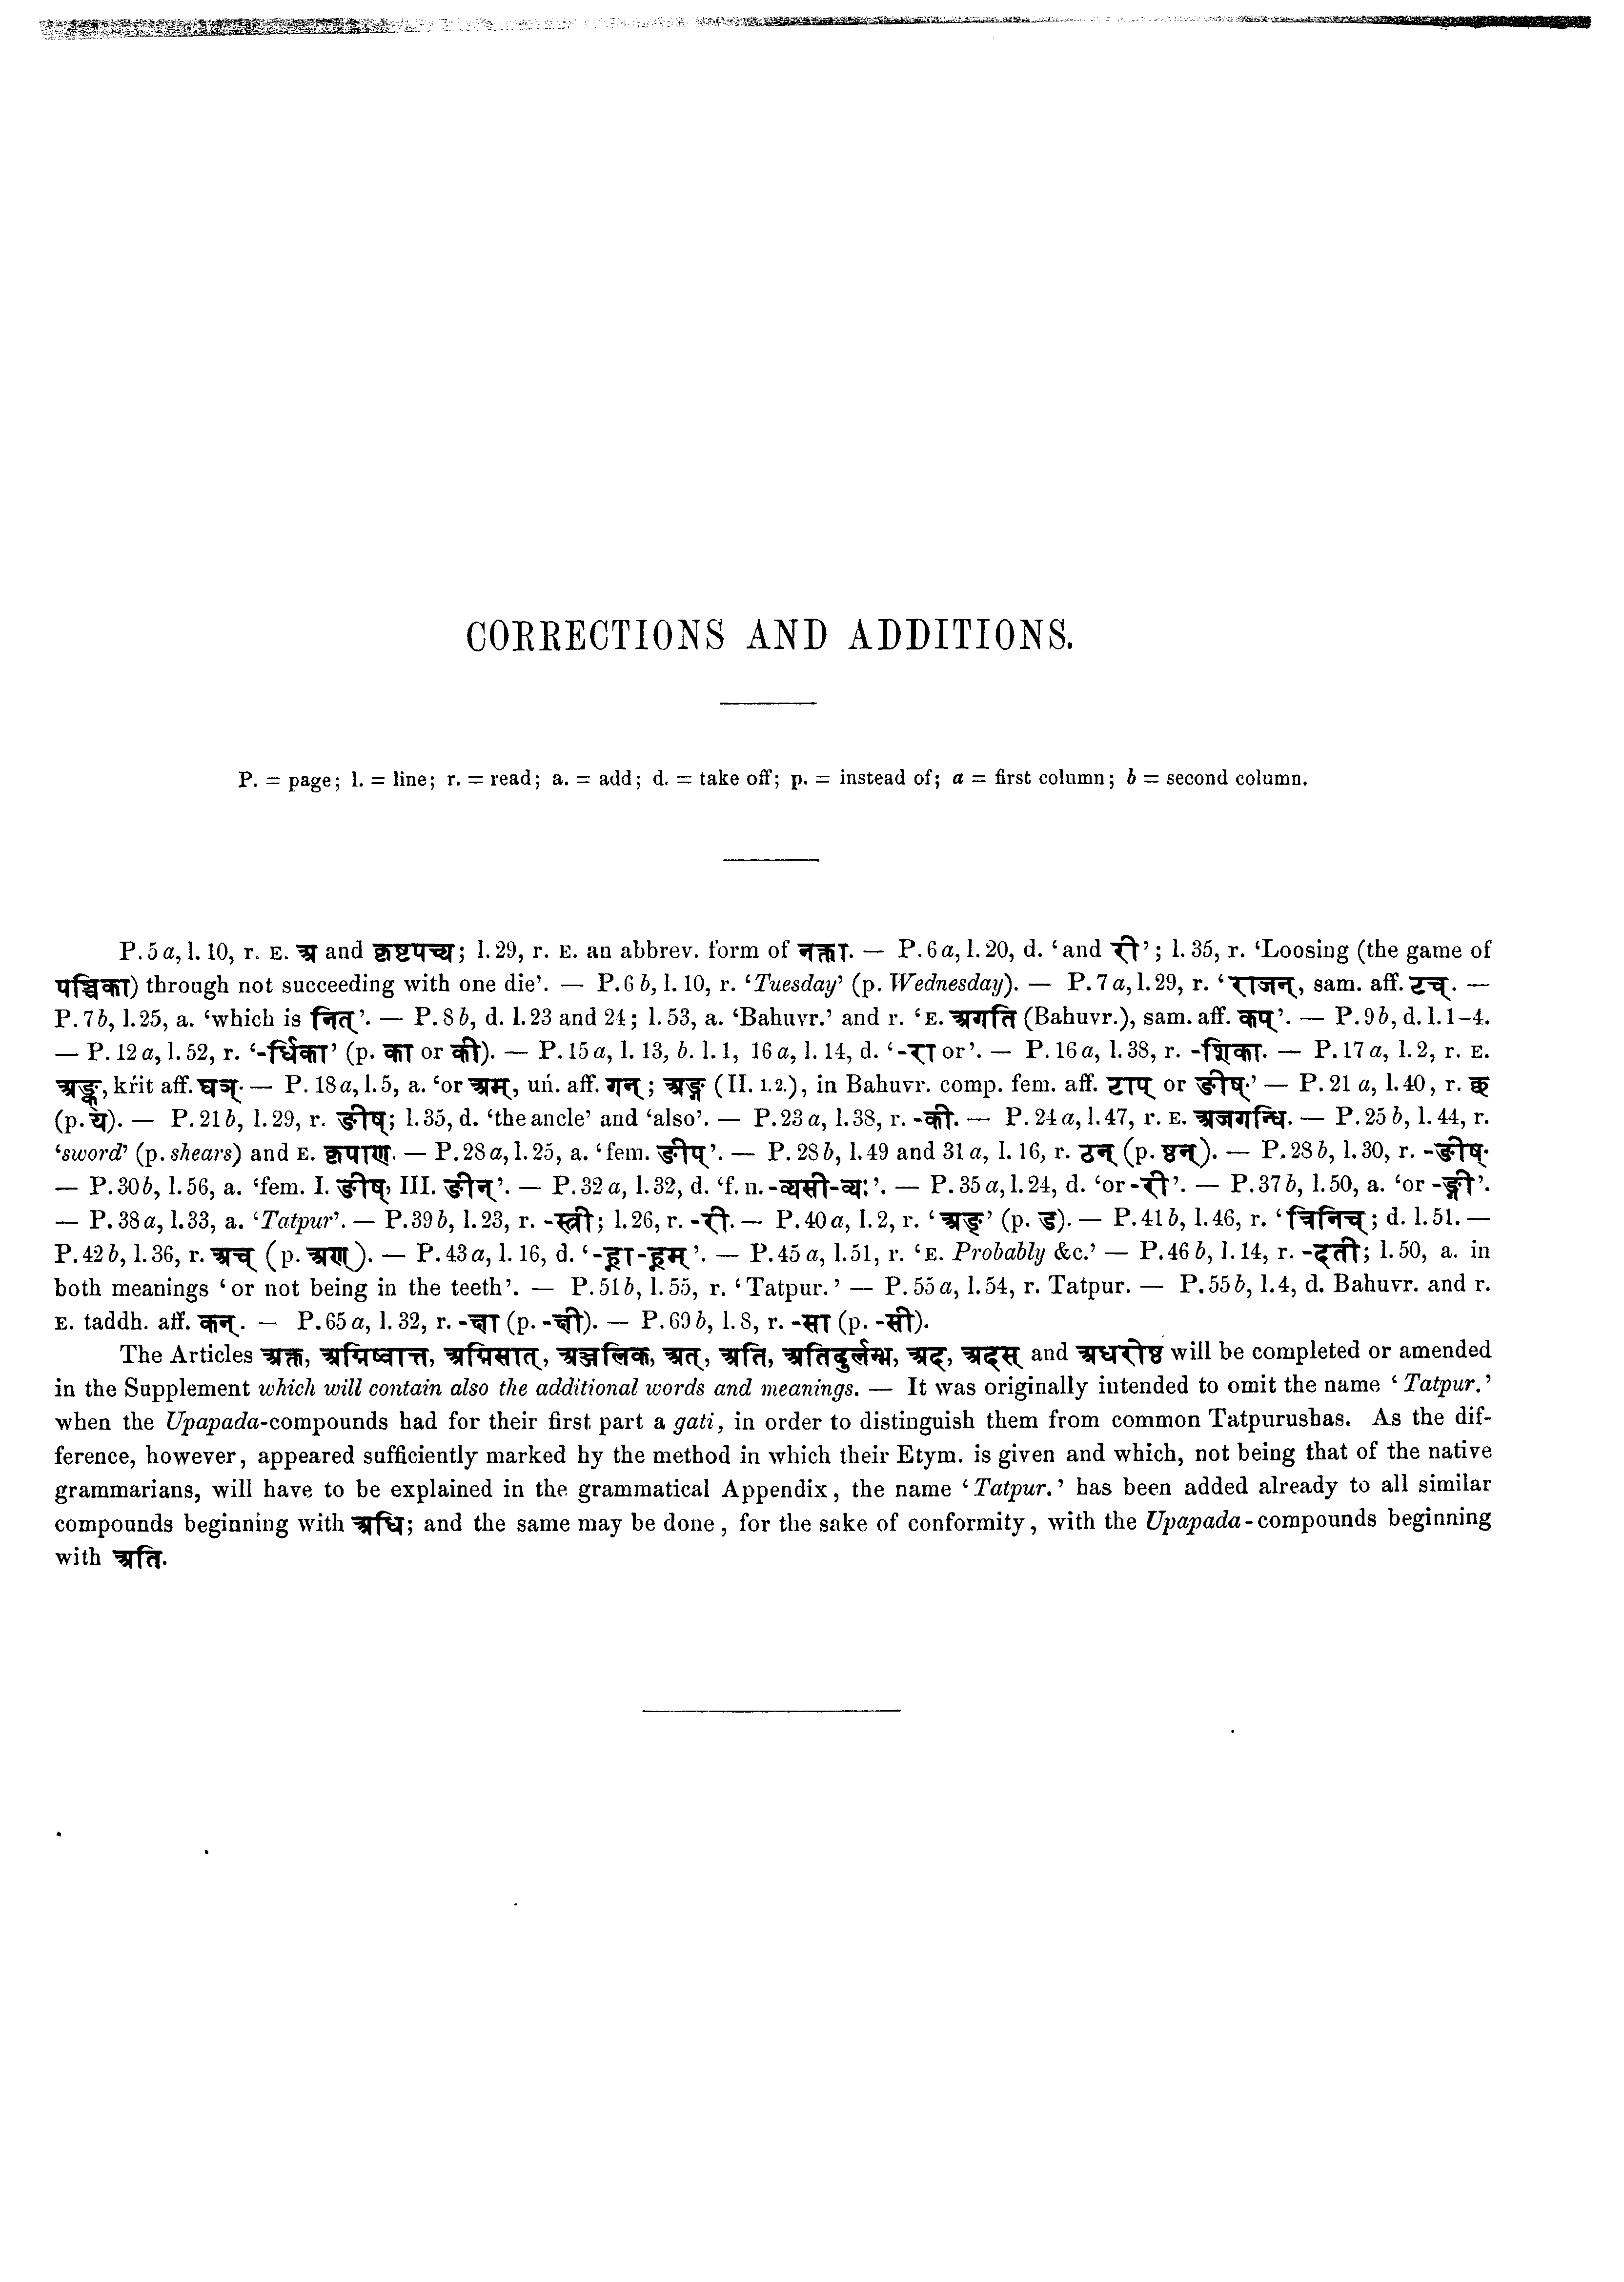 CORRECTIONS AND ADDITIONS.
P. = page; l. = line; r. = read; a. = add; d. = take off; p. = instead of; a = first column; b = second column.
P. 5 a, l. 10, r. E. अ and कृष्टपच्य; l. 29, r. E. an abbrev. form of नक्ता. — P. 6 a, l. 20, d. ‘and री’; l. 35, r. ‘Loosing (the game of
पञ्चिका) through not succeeding with one die’. — P. 6 b, l. 10, r. ‘Tuesday’ (p. Wednesday). — P. 7 a, l. 29, r. ‘राजन्, sam. aff. टच्. —
P. 7 b, l. 25, a. ‘which is नित्’. — P. 8 b, d. l. 23 and 24; l. 53, a. ‘Bahuvr.’ and r. ‘E. अगति (Bahuvr.), sam. aff. कप्’. — P. 9 b, d. l. 1–4.
— P. 12 a, l. 52, r. ‘-र्धिका’ (p. का or की). — P. 15 a, l. 13, b. l. 1, 16 a, l. 14, d. ‘-रा or’. — P. 16 a, l. 38, r. -शिका. — P. 17 a, l. 2, r. E.
अङ्क्, kṛit aff. घञ्. — P. 18 a, l. 5, a. ‘or अम्, uń. aff. गन्; अङ्ग (II. 1. 2.), in Bahuvr. comp. fem. aff. टाप् or ङीष्.’ — P. 21 a, l. 40, r.
(p. ये). — P. 21 b, l. 29, r. ङीष्; l. 35, d. ‘the ancle’ and ‘also’. — P. 23 a, l. 38, r. -की. — P. 24 a, l. 47, r. E. अजगन्धि. — P. 25 b, l. 44, r.
‘sword’ (p. shears) and E. कृपाण. — P. 28 a, l. 25, a. ‘fem. ङीप्’. — P. 28 b, l. 49 and 31 a, l. 16, r. ठन् (p. ष्ठन्). — P. 28 b, l. 30, r. -ङीष्.
— P. 30 b, l. 56, a. ‘fem. I. ङीष्, III. ङीन्’. — P. 32 a, l. 32, d. ‘f. n. -व्यसी-व्यः’. — P. 35 a, l. 24, d. ‘or -री’. — P. 37 b, l. 50, a. ‘or -ङ्गी’.
— P. 38 a, l. 33, a. ‘Tatpur’. — P. 39 b, l. 23, r. -स्त्री; l. 26, r. -री. — P. 40 a, l. 2, r. ‘अङ्’ (p. ड). — P. 41 b, l. 46, r. ‘त्रिनिच्; d. l. 51. —
P. 42 b, l. 36, r. अच् (p. अण्). — P. 43 a, l. 16, d. ‘-ह्रा-ह्रम्’. — P. 45 a, l. 51, r. ‘E. Probably &c.’ — P. 46 b, l. 14, r. -दती; l. 50, a. in
both meanings ‘or not being in the teeth’. — P. 51 b, l. 55, r. ‘Tatpur.’ — P. 55 a, l. 54, r. Tatpur. — P. 55 b, l. 4, d. Bahuvr. and r.
E. taddh. aff. कन्. — P. 65 a, l. 32, r. -चा (p. -ची). — P. 69 b, l. 8, r. -सा (p. -सी).
The Articles अक्त, अग्निष्वात्त, अग्निसात्, अञ्जलिक, अत्, अति, अतिदुर्लम्भ, अद्, अदस् and अधरोष्ठ will be completed or amended
in the Supplement which will contain also the additional words and meanings. — It was originally intended to omit the name ‘Tatpur.’
when the Upapada-compounds had for their first part a gati, in order to distinguish them from common Tatpurushas. As the dif-
ference, however, appeared sufficiently marked by the method in which their Etym. is given and which, not being that of the native
grammarians, will have to be explained in the grammatical Appendix, the name ‘Tatpur.’ has been added already to all similar
compounds beginning with अधि; and the same may be done, for the sake of conformity, with the Upapada-compounds beginning
with अति.